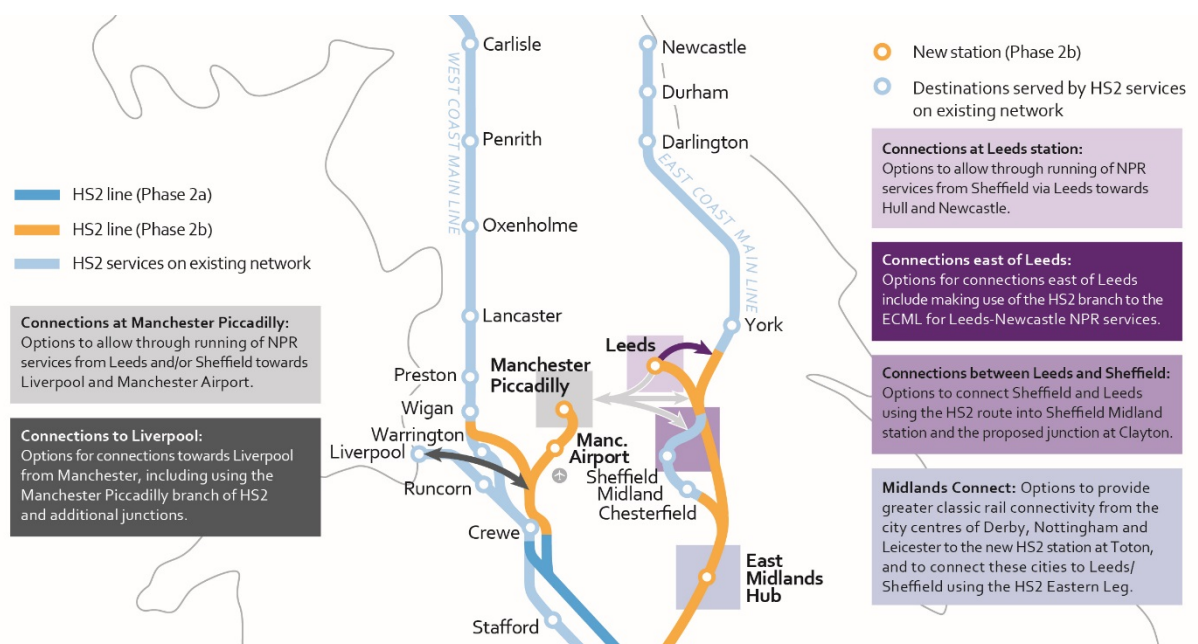 Carlisle
WEST COAST MAIN LINE
Penrith
Oxenholme
Lancaster
Preston
Wigan
Warrington
Liverpool
Runcorn
Crewe
Stafford
HS2 line (Phase 2a)
HS2 line (Phase 2b)
HS2 services on existing network
Connections at Manchester Piccadilly:
Options to allow through running of NPR
services from Leeds and/or Sheffield towards
Liverpool and Manchester Airport.
Connections to Liverpool:
Options for connections towards Liverpool
from Manchester, including using the
Manchester Piccadilly branch of HS2
and additional junctions.
Newcastle
Durham
Darlington
EAST COAST MAIN LINE
York
Leeds
Manchester
Piccadilly
Manc.
Airport
Sheffield
Midland
Chesterfield
East
Midlands
Hub
New station (Phase 2b)
Destinations served by HS2 services
on existing network
Connections at Leeds station:
Options to allow through running of NPR
services from Sheffield via Leeds towards
Hull and Newcastle.
Connections east of Leeds:
Options for connections east of Leeds
include making use of the HS2 branch to the
ECML for Leeds-Newcastle NPR services.
Connections between Leeds and Sheffield:
Options to connect Sheffield and Leeds
using the HS2 route into Sheffield Midland
station and the proposed junction at Clayton.
Midlands Connect: Options to provide
greater classic rail connectivity from the
city centres of Derby, Nottingham and
Leicester to the new HS2 station at Toton,
and to connect these cities to Leeds/
Sheffield using the HS2 Eastern Leg.